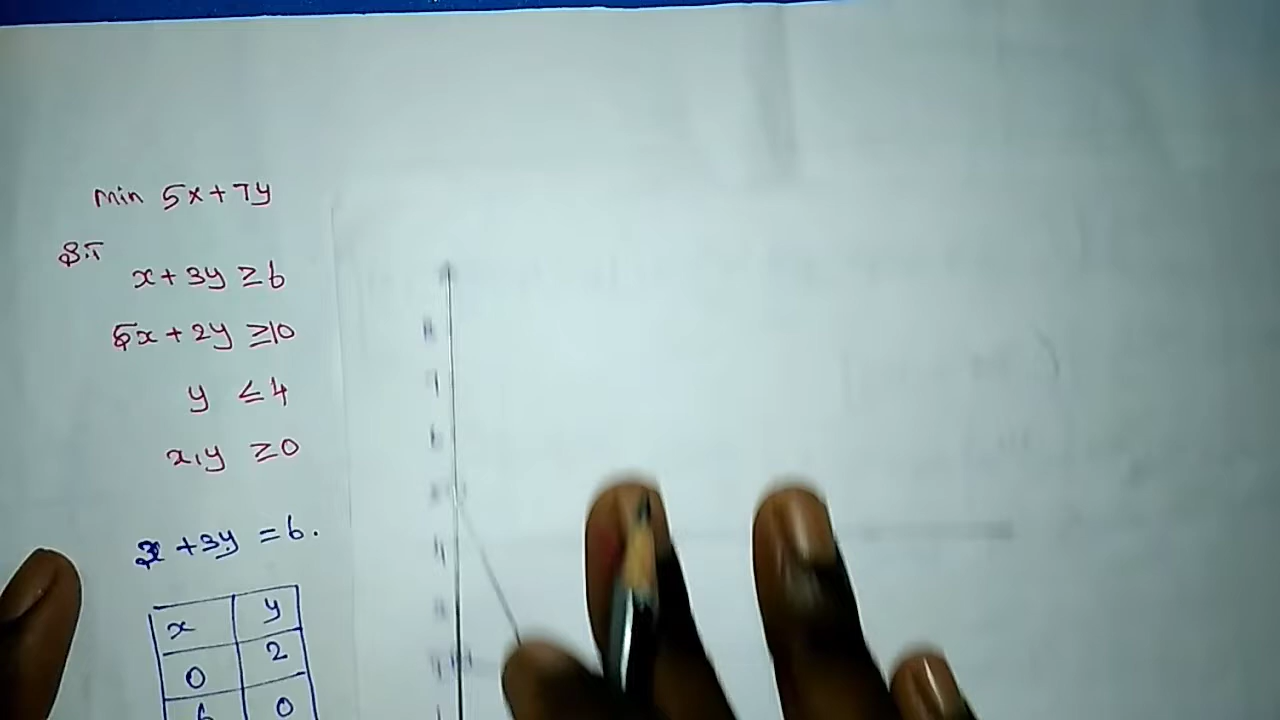 Min 5x+7y
S.T
x+3y ≥6
5x+2y ≥10
y ≤4
x,y ≥0
x+3y =6.
x y
0 2
6 0